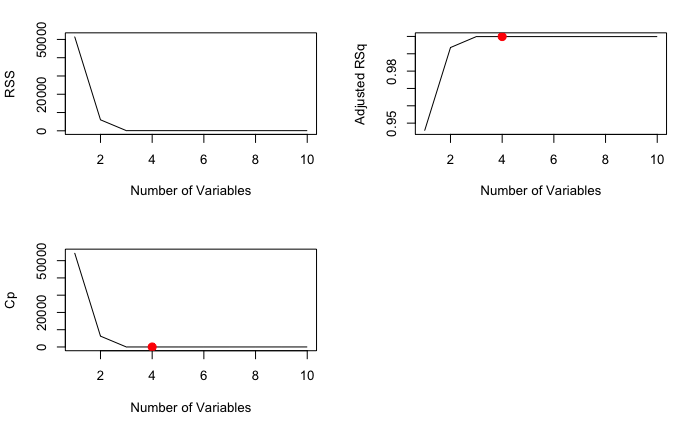 RSS
0 20000 50000
2 4 6 8 10
Number of Variables
Adjusted RSq
0.95 0.98
2 4 6 8 10
Number of Variables
Cp
0 20000 50000
2 4 6 8 10
Number of Variables